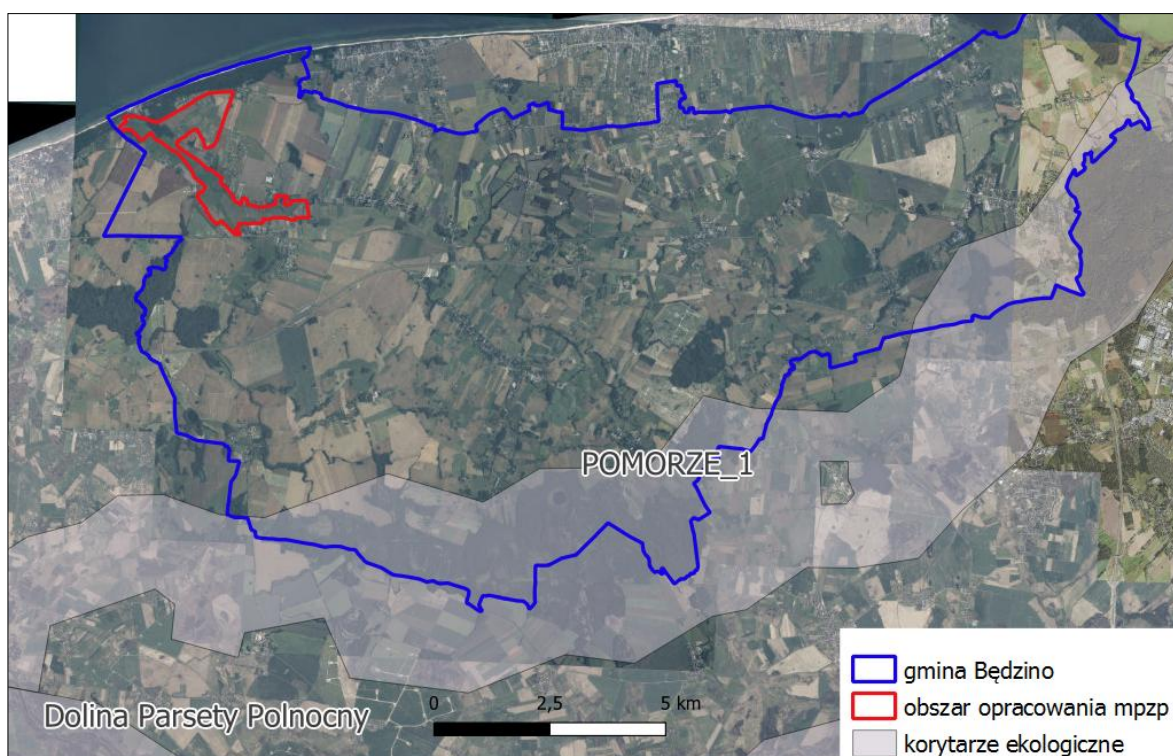 POMORZE_1
Dolina Parsety Polnocny
0 2,5 5 km
gmina Będzino
obszar opracowania mpzp
korytarze ekologiczne